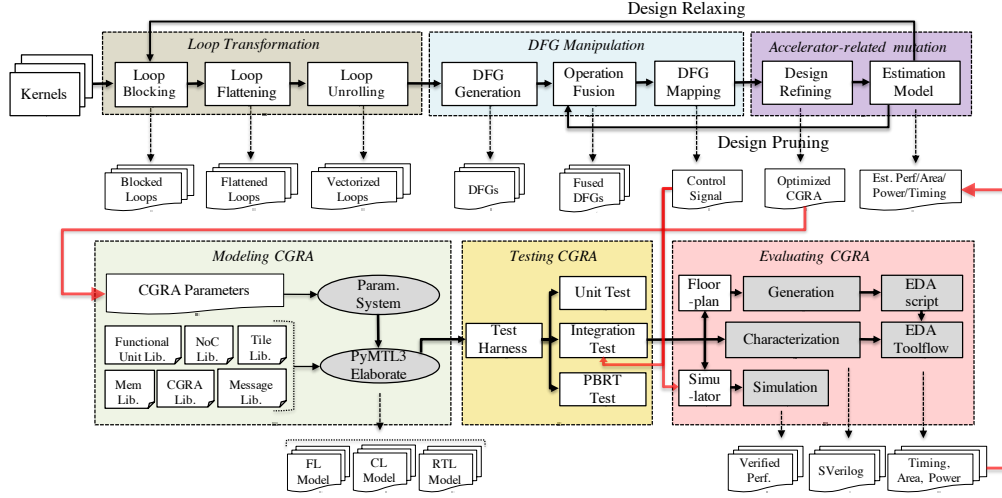 Design Relaxing
Loop Transformation
DFG Manipulation
Accelerator-related mutation
Kernels
Loop
Blocking
Loop
Flattening
Loop
Unrolling
DFG
Generation
Operation
Fusion
DFG
Mapping
Design
Refining
Estimation
Model
Design Pruning
Blocked
Loops
Flattened
Loops
Vectorized
Loops
DFGs
Fused
DFGs
Control
Signal
Optimized
CGRA
Est. Perf/Area/
Power/Timing
Modeling CGRA
Testing CGRA
Evaluating CGRA
CGRA Parameters
Param.
System
Functional
Unit Lib.
NoC
Lib.
Tile
Lib.
Mem
Lib.
CGRA
Lib.
Message
Lib.
PyMTL3
Elaborate
Test
Harness
Unit Test
Integration
Test
PBRT Test
Floor
-plan
Generation
EDA
script
Characterization
EDA
Toolflow
Simu
-lator
Simulation
FL
Model
CL
Model
RTL
Model
Verified
Perf.
SVerilog
Timing,
Area, Power